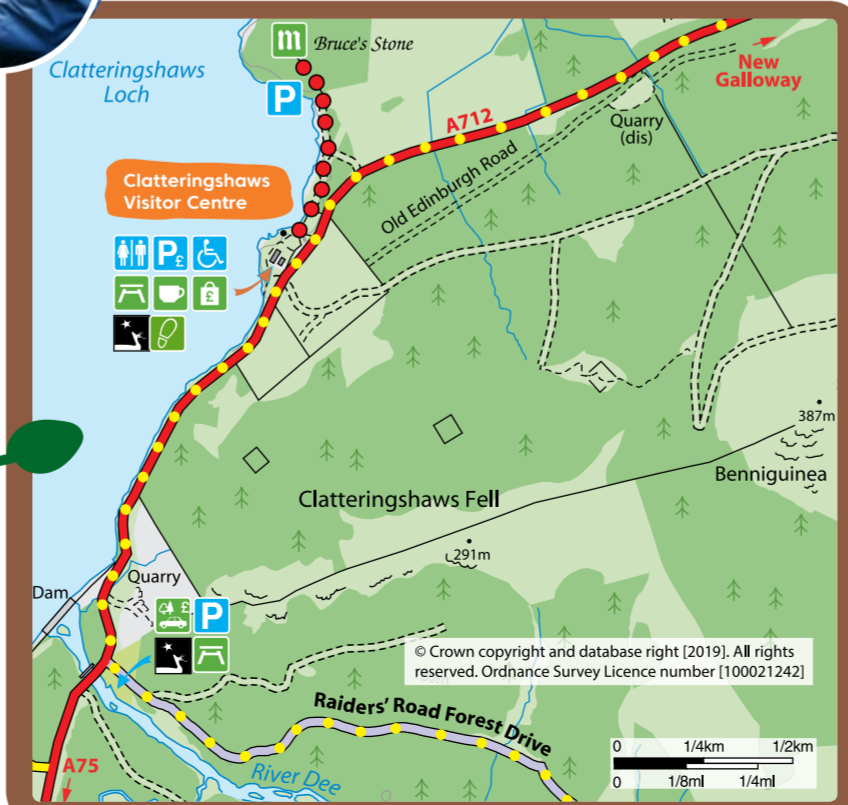 m Bruce's Stone
Clatteringshaws
Loch
P
New
Galloway
A712
Quarry
(dis)
Clatteringshaws
Visitor Centre
Old Edinburgh Road
P£
£
387m
Benniguinea
Clatteringshaws Fell
291m
Dam
Quarry
£ P
© Crown copyright and database right [2019]. All rights
reserved. Ordnance Survey Licence number [100021242]
Raiders' Road Forest Drive
A75
River Dee
0 1/4km 1/2km
0 1/8ml 1/4ml